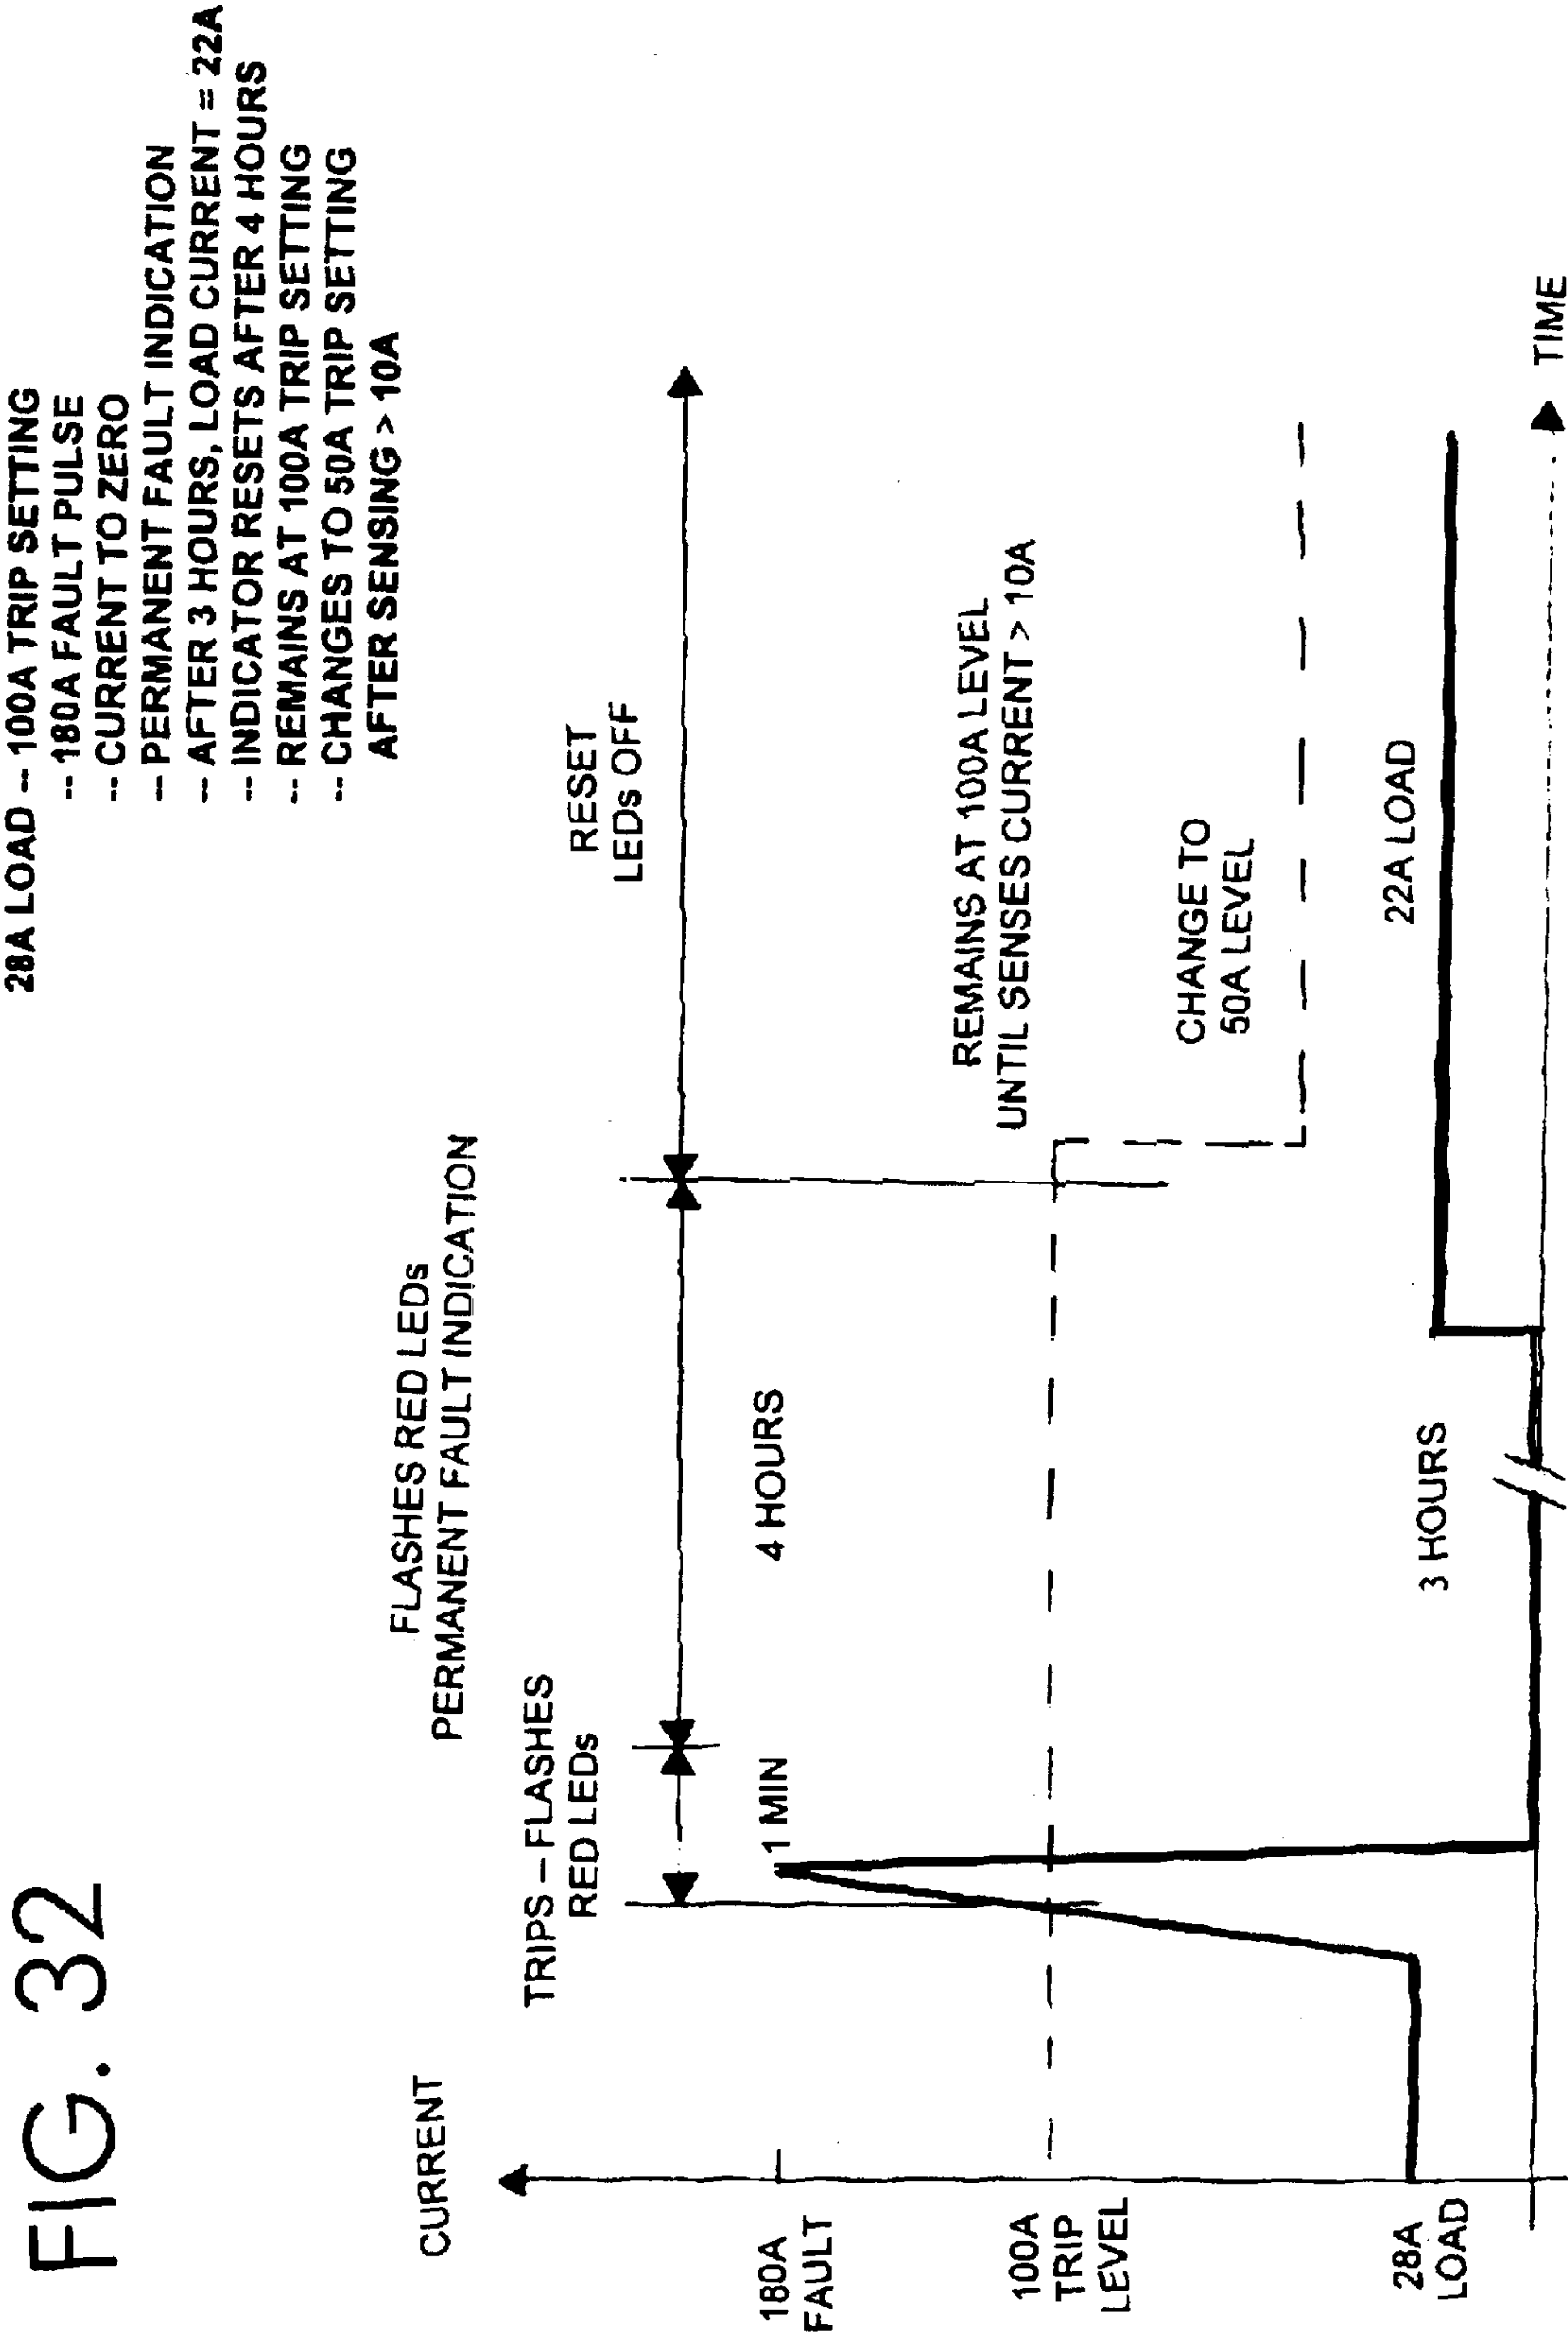 FIG. 32
28A LOAD -- 100A TRIP SETTING
-- 180A FAULT PULSE
-- CURRENT TO ZERO
-- PERMANENT FAULT INDICATION
-- AFTER 3 HOURS, LOAD CURRENT = 22A
-- INDICATOR RESETS AFTER 4 HOURS
-- REMAINS AT 100A TRIP SETTING
-- CHANGES TO 50A TRIP SETTING
AFTER SENSING > 10A
CURRENT
FLASHES RED LEDs
PERMANENT FAULT INDICATION
TRIPS – FLASHES
RED LEDs
RESET
LEDs OFF
180A
FAULT
1 MIN
4 HOURS
100A
TRIP
LEVEL
REMAINS AT 100A LEVEL
UNTIL SENSES CURRENT > 10A
CHANGE TO
50A LEVEL
28A
LOAD
3 HOURS
22A LOAD
TIME